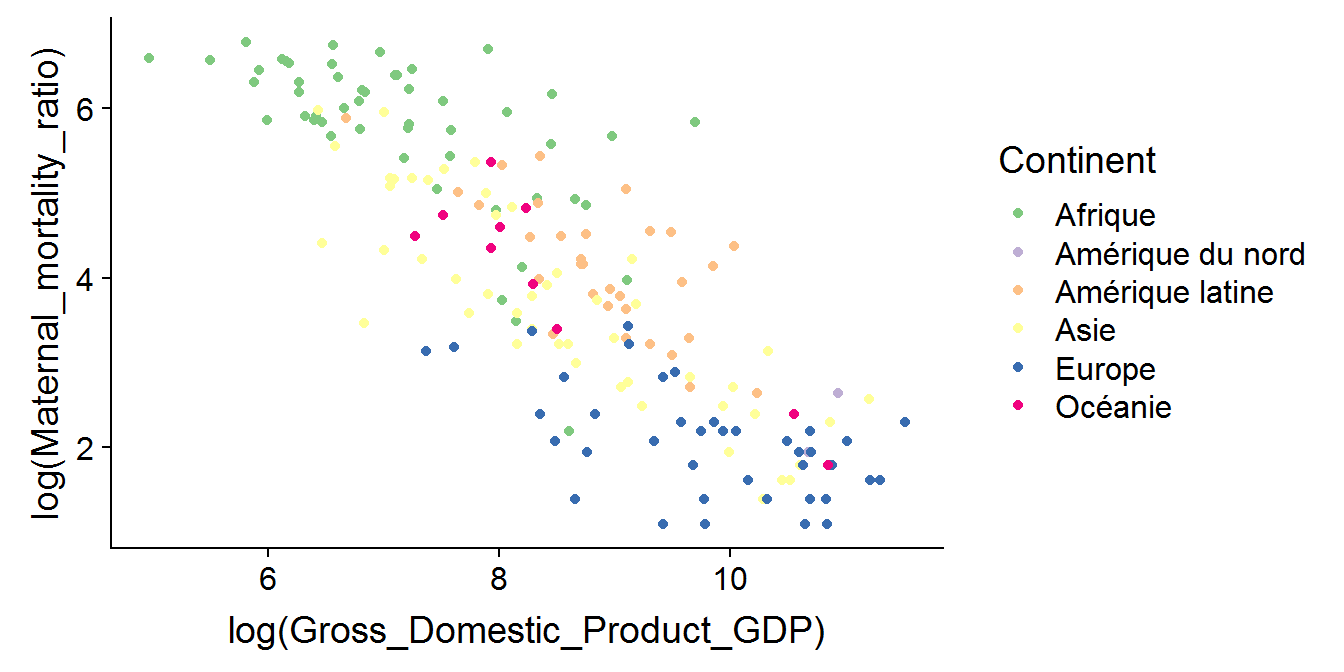 log(Maternal_mortality_ratio)
6
4
2
6 8 10
log(Gross_Domestic_Product_GDP)
Continent
Afrique
Amérique du nord
Amérique latine
Asie
Europe
Océanie